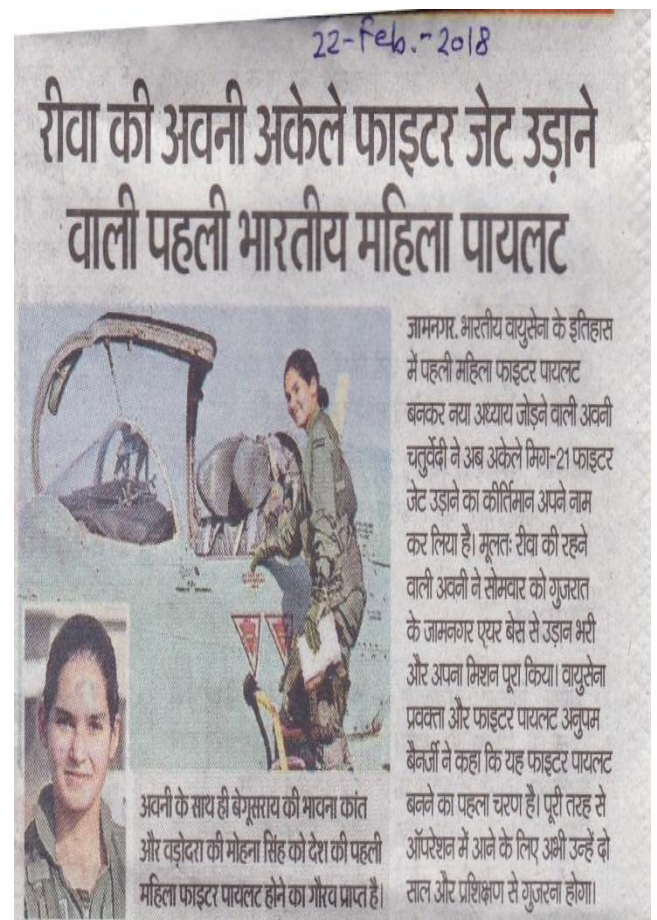 22-Feb.-2018
रीवा की अवनी अकेले फाइटर जेट उड़ाने
वाली पहली भारतीय महिला पायलट
जामनगर. भारतीय वायुसेना के इतिहास
में पहली महिला फाइटर पायलट
बनकर नया अध्याय जोड़ने वाली अवनी
चतुर्वेदी ने अब अकेले मिग-21 फाइटर
जेट उड़ाने का कीर्तिमान अपने नाम
कर लिया है। मूलतः रीवा की रहने
वाली अवनी ने सोमवार को गुजरात
के जामनगर एयर बेस से उड़ान भरी
और अपना मिशन पूरा किया। वायुसेना
प्रवक्ता और फाइटर पायलट अनुपम
बैनर्जी ने कहा कि यह फाइटर पायलट
बनने का पहला चरण है। पूरी तरह से
ऑपरेशन में आने के लिए अभी उन्हें दो
साल और प्रशिक्षण से गुजरना होगा।
अवनी के साथ ही बेगूसराय की भावना कांत
और वड़ोदरा की मोहना सिंह को देश की पहली
महिला फाइटर पायलट होने का गौरव प्राप्त है।